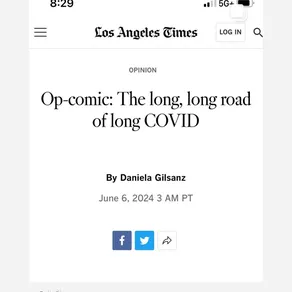 8:29
5G+
Los Angeles Times
LOG IN
OPINION
Op-comic: The long, long road
of long COVID
By Daniela Gilsanz
June 6, 2024 3 AM PT